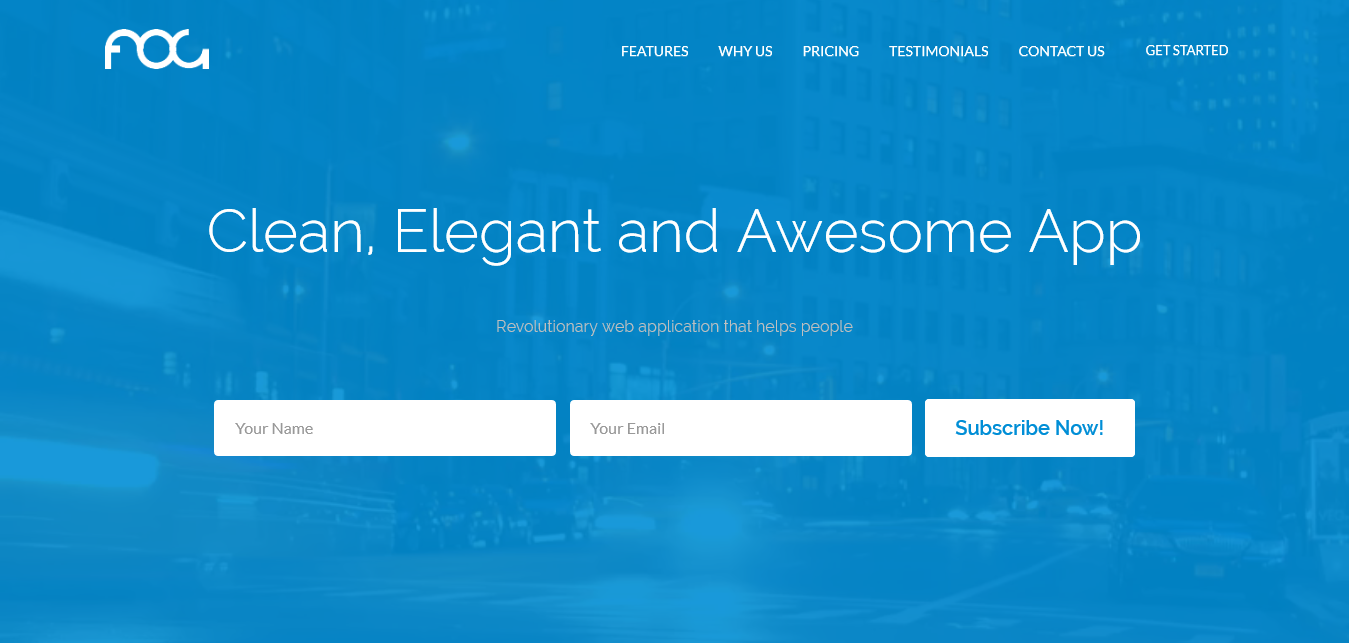 FOG
FEATURES WHY US PRICING TESTIMONIALS CONTACT US GET STARTED
Clean, Elegant and Awesome App
Revolutionary web application that helps people
Your Name Your Email Subscribe Now!